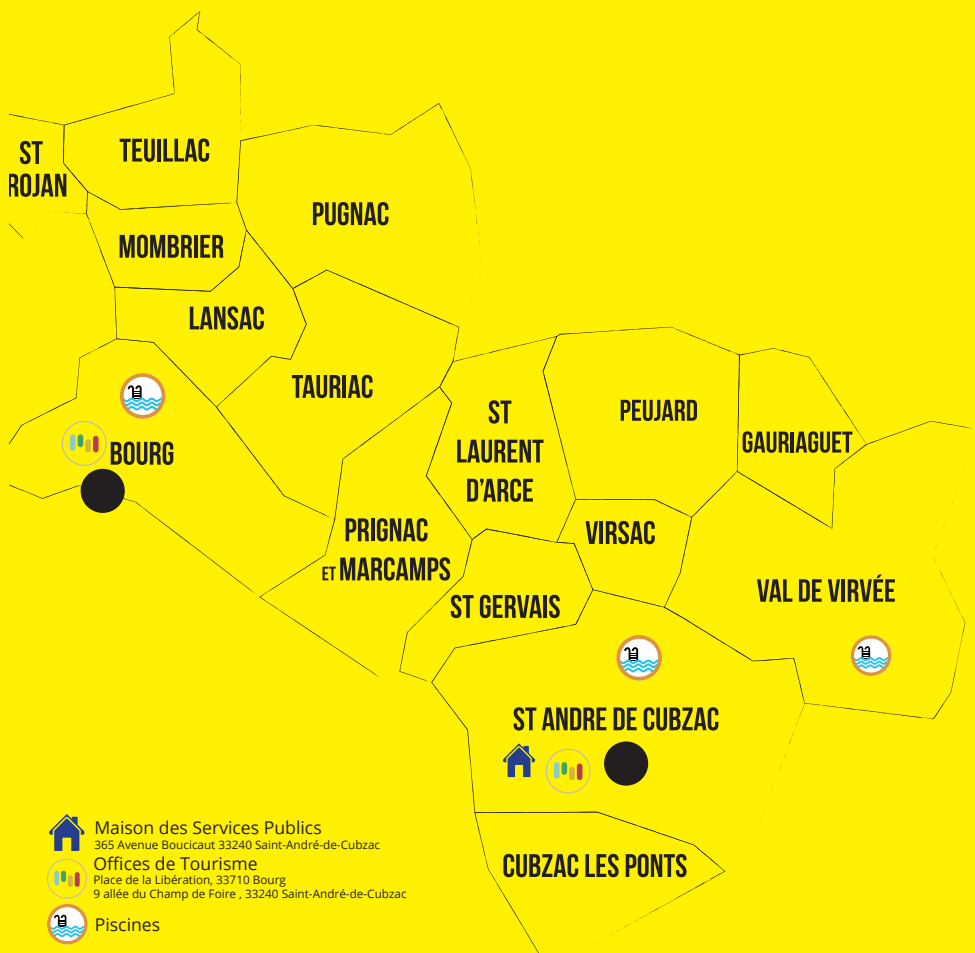 TEUILLAC
ST
ROJAN
PUGNAC
MOMBRIER
LANSAC
TAURIAC
ST
LAURENT
D'ARCE
PEUJARD
GAURIAGUET
BOURG
PRIGNAC
ET MARCAMPS
VIRSAC
ST GERVAIS
VAL DE VIRVÉE
ST ANDRE DE CUBZAC
CUBZAC LES PONTS
Maison des Services Publics
365 Avenue Boucicaut 33240 Saint-André-de-Cubzac
Offices de Tourisme
Place de la Libération, 33710 Bourg
9 allée du Champ de Foire , 33240 Saint-André-de-Cubzac
Piscines